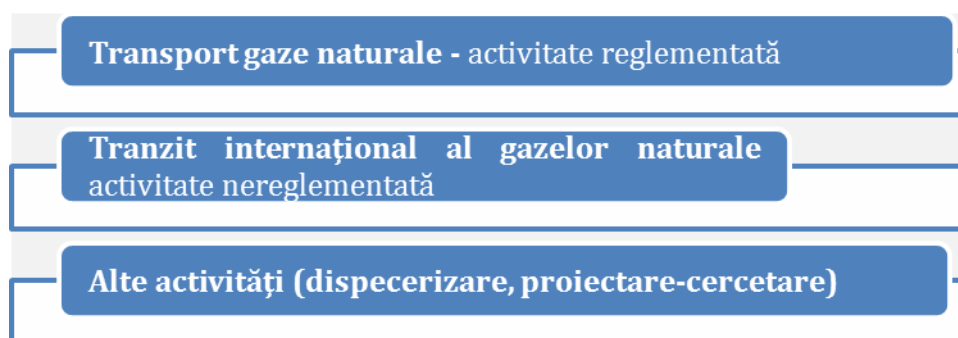 Transport gaze naturale - activitate reglementată
Tranzit internațional al gazelor naturale
activitate nereglementată
Alte activități (dispecerizare, proiectare-cercetare)